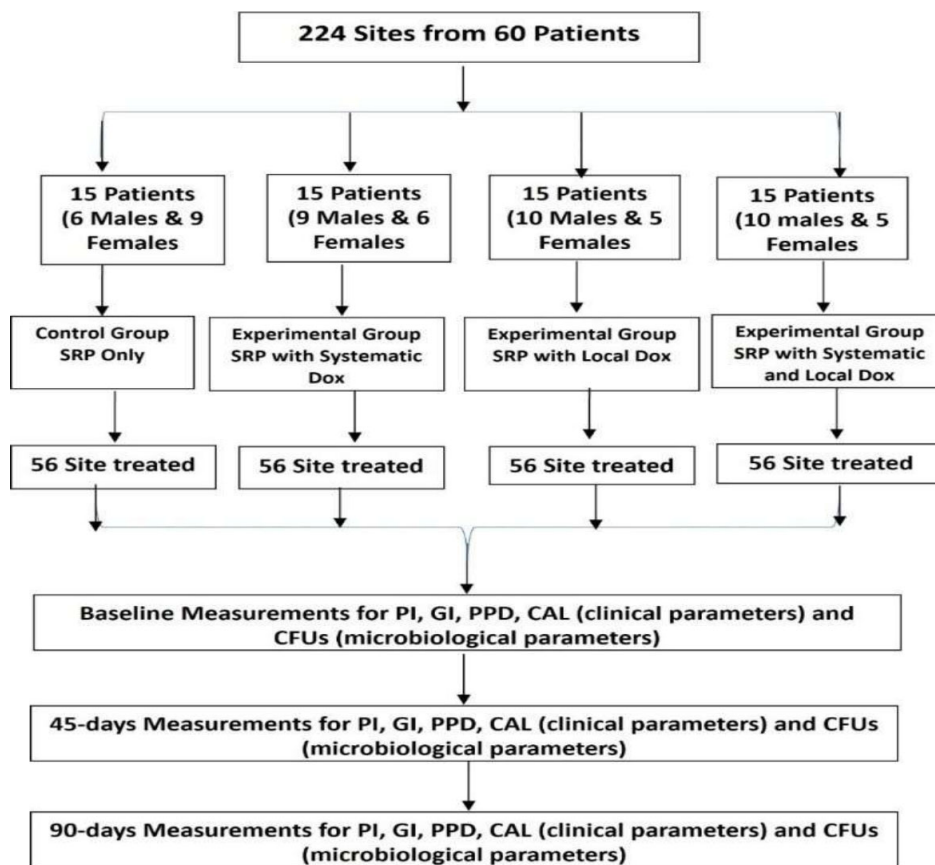 224 Sites from 60 Patients
15 Patients
(6 Males & 9
Females
15 Patients
(9 Males & 6
Females
15 Patients
(10 Males & 5
Females
15 Patients
(10 males & 5
Females
Control Group
SRP Only
Experimental Group
SRP with Systematic
Dox
Experimental Group
SRP with Local Dox
Experimental Group
SRP with Systematic
and Local Dox
56 Site treated
56 Site treated
56 Site treated
56 Site treated
Baseline Measurements for PI, GI, PPD, CAL (clinical parameters) and
CFUs (microbiological parameters)
45-days Measurements for PI, GI, PPD, CAL (clinical parameters) and CFUs
(microbiological parameters)
90-days Measurements for PI, GI, PPD, CAL (clinical parameters) and CFUs
(microbiological parameters)